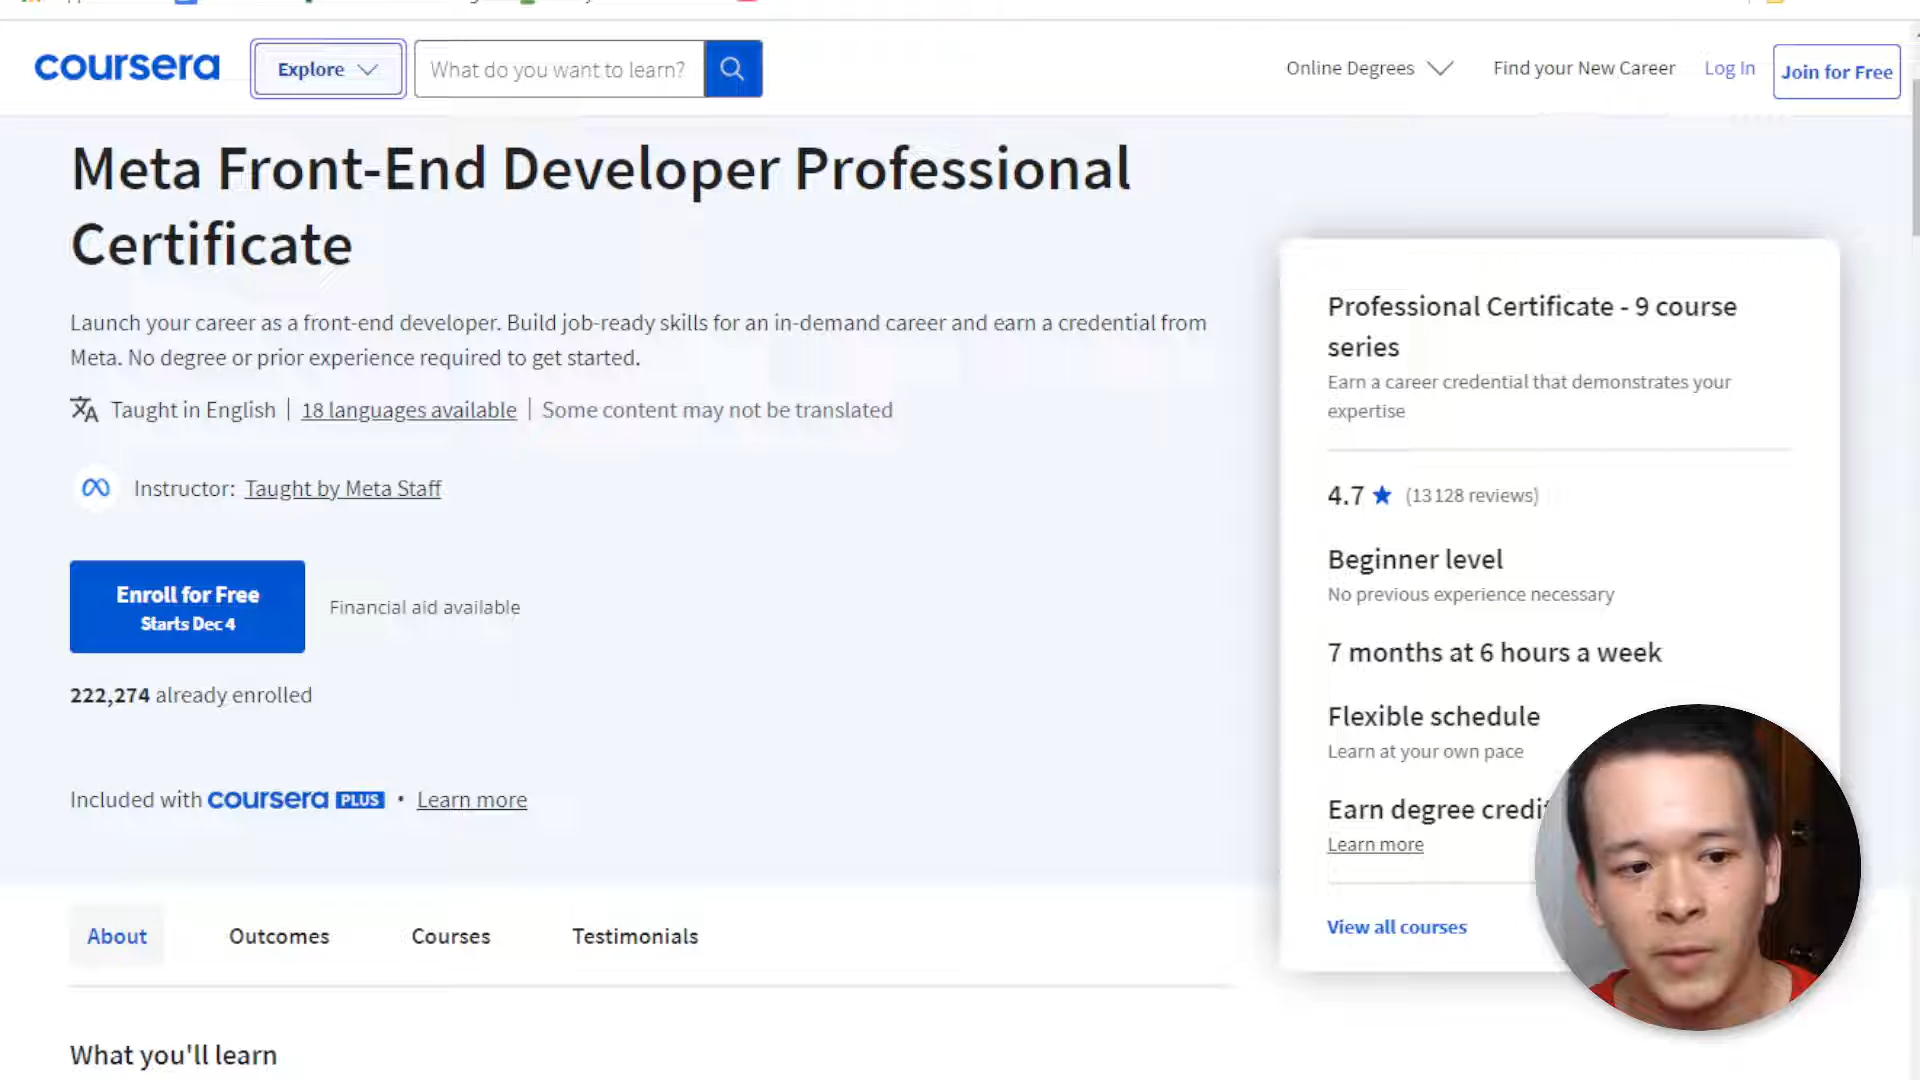 coursera
Explore
What do you want to learn?
Online Degrees
Find your New Career
Log In
Join for Free
Meta Front-End Developer Professional
Certificate
Launch your career as a front-end developer. Build job-ready skills for an in-demand career and earn a credential from
Meta. No degree or prior experience required to get started.
Taught in English | 18 languages available | Some content may not be translated
Instructor: Taught by Meta Staff
Enroll for Free
Starts Dec 4
Financial aid available
222,274 already enrolled
Included with coursera PLUS • Learn more
Professional Certificate - 9 course
series
Earn a career credential that demonstrates your
expertise
4.7 ★ (13 128 reviews)
Beginner level
No previous experience necessary
7 months at 6 hours a week
Flexible schedule
Learn at your own pace
Earn degree credit
Learn more
View all courses
About
Outcomes
Courses
Testimonials
What you'll learn